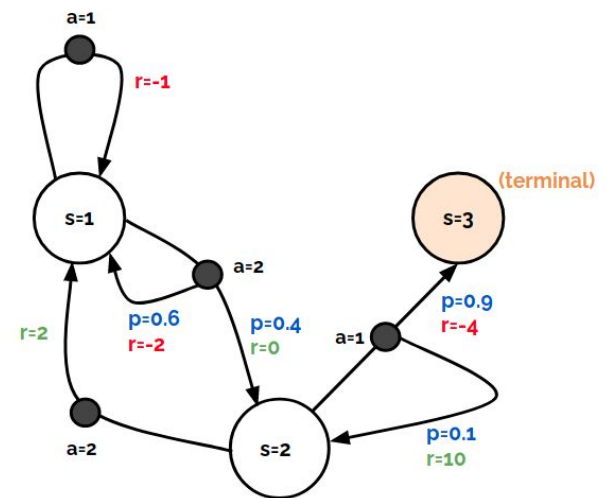 a=1
r=-1
(terminal)
s=1
s=3
a=2
p=0.6
r=-2
p=0.4
r=0
p=0.9
r=-4
r=2
a=1
a=2
s=2
p=0.1
r=10